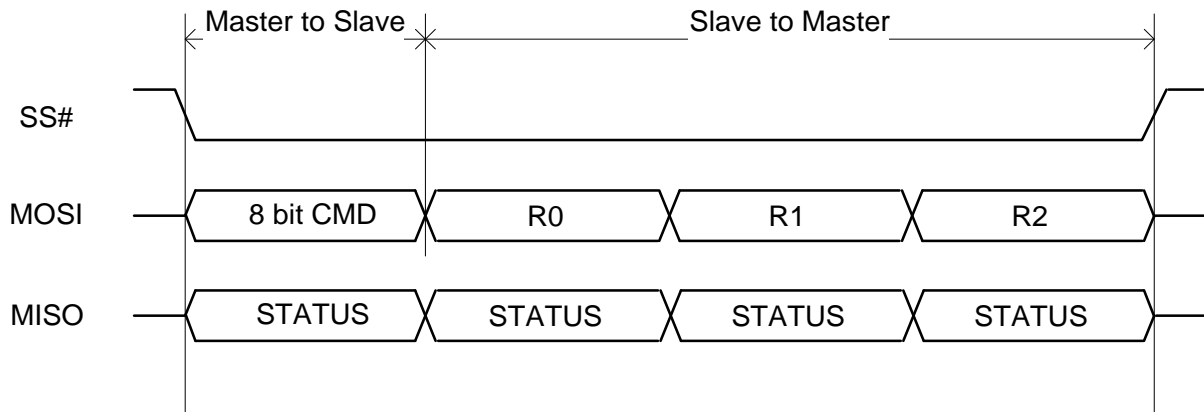 Master to Slave Slave to Master
SS#
MOSI 8 bit CMD R0 R1 R2
MISO STATUS STATUS STATUS STATUS